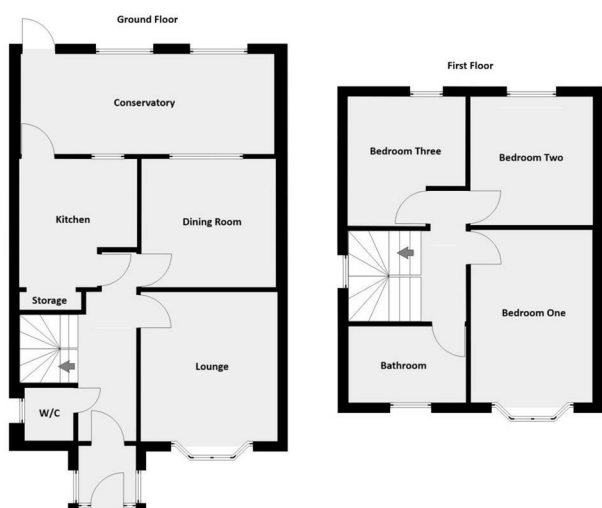 Ground Floor
Conservatory
Kitchen
Dining Room
Storage
Lounge
W/C
First Floor
Bedroom Three
Bedroom Two
Bedroom One
Bathroom